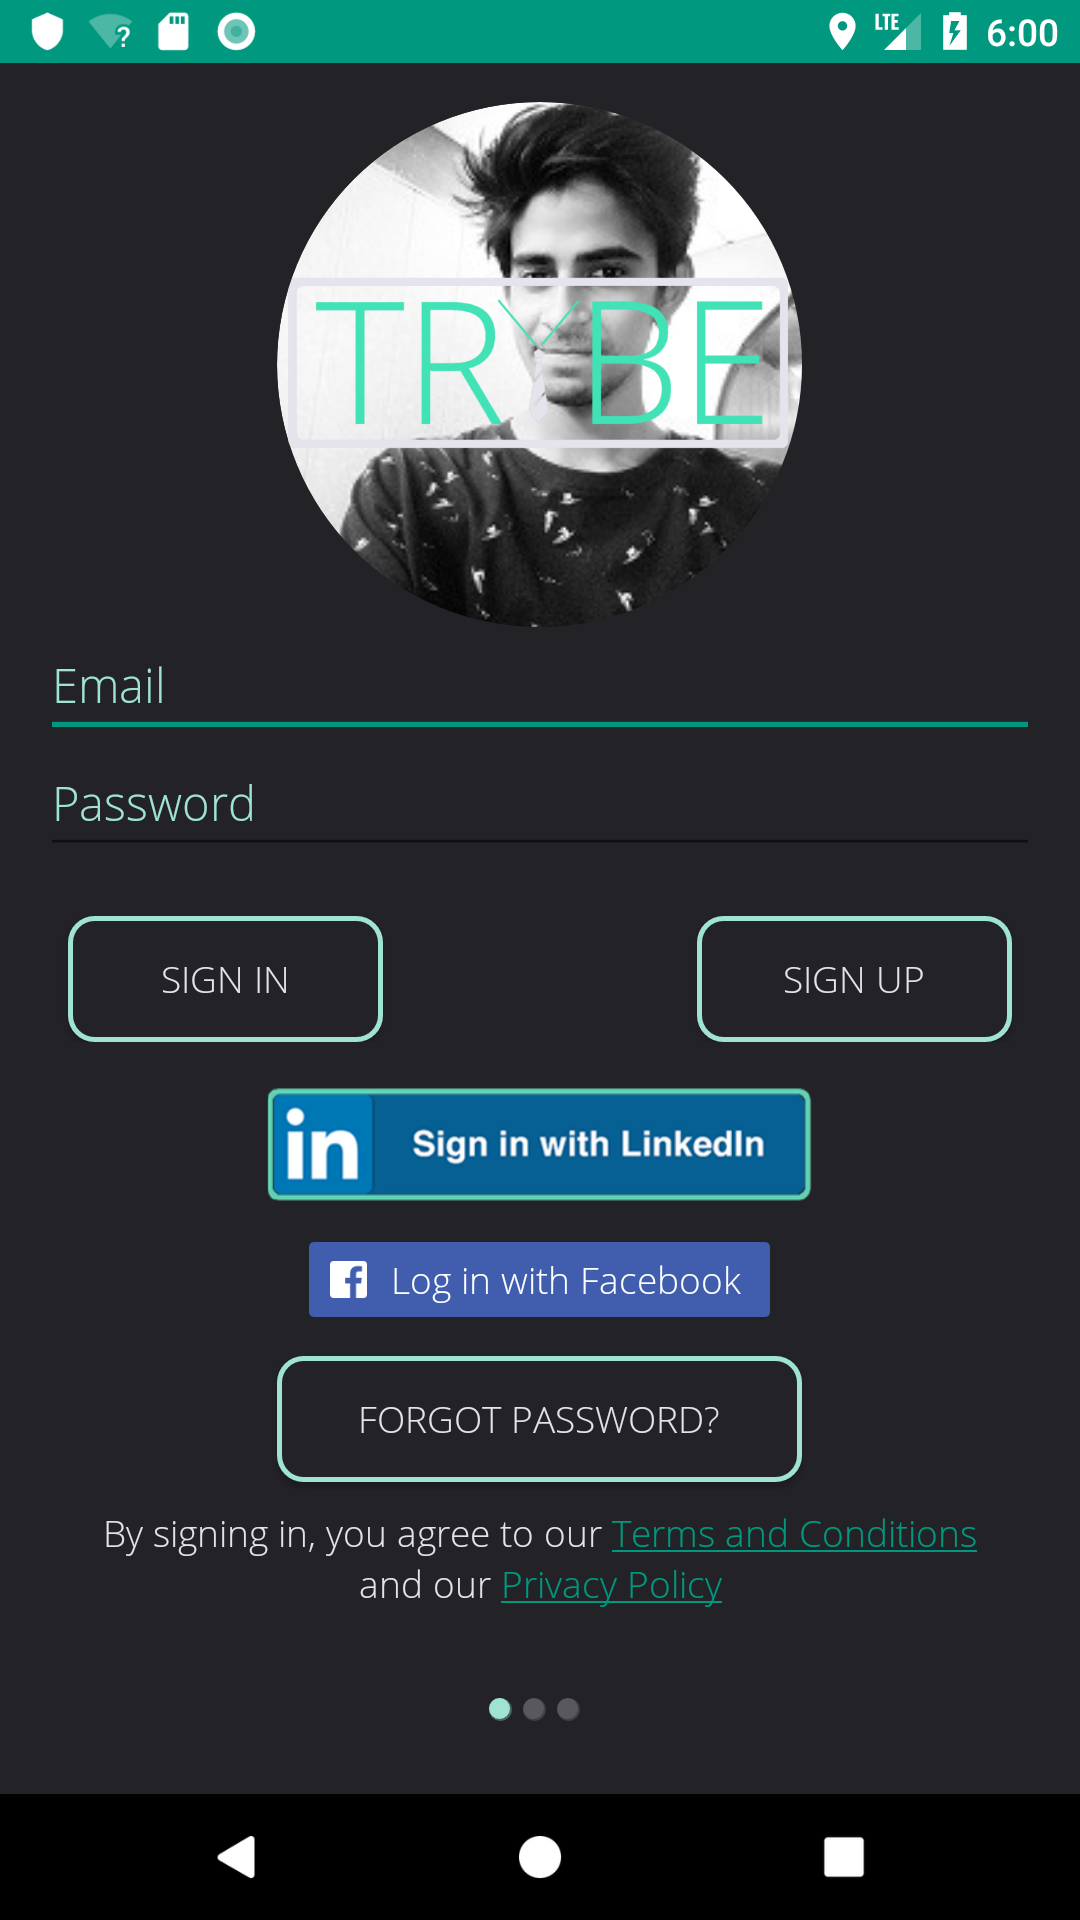 LTE 6:00
TRYBE
Email
Password
SIGN IN SIGN UP
in Sign in with LinkedIn
Log in with Facebook
FORGOT PASSWORD?
By signing in, you agree to our Terms and Conditions
and our Privacy Policy